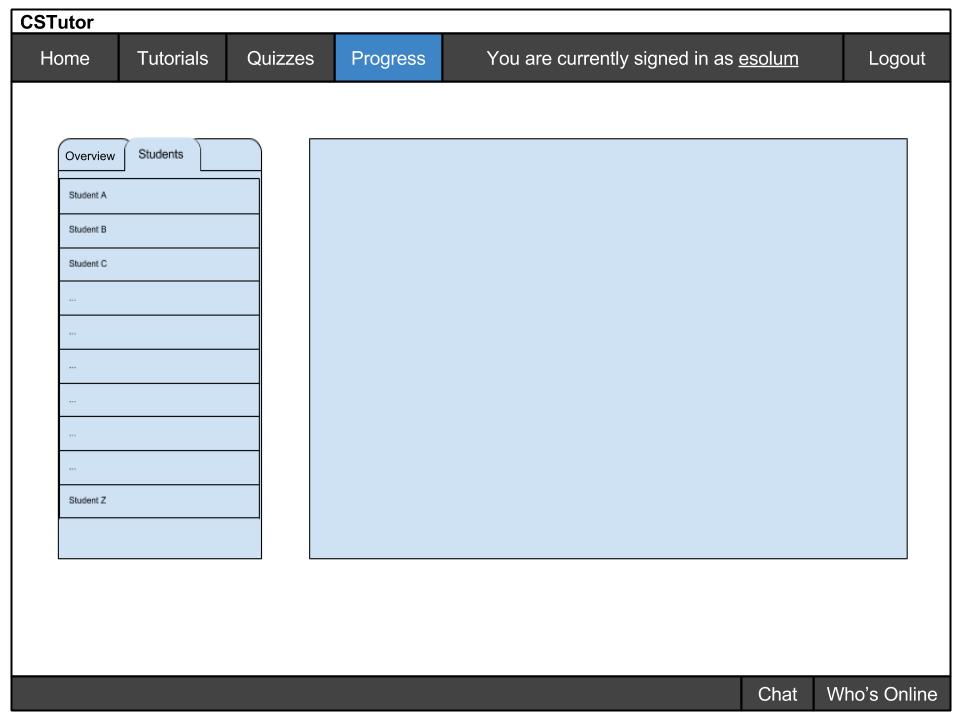 CSTutor
Home Tutorials Quizzes Progress You are currently signed in as esolum Logout
Overview Students
Student A
Student B
Student C
...
...
...
...
...
...
Student Z
Chat Who's Online